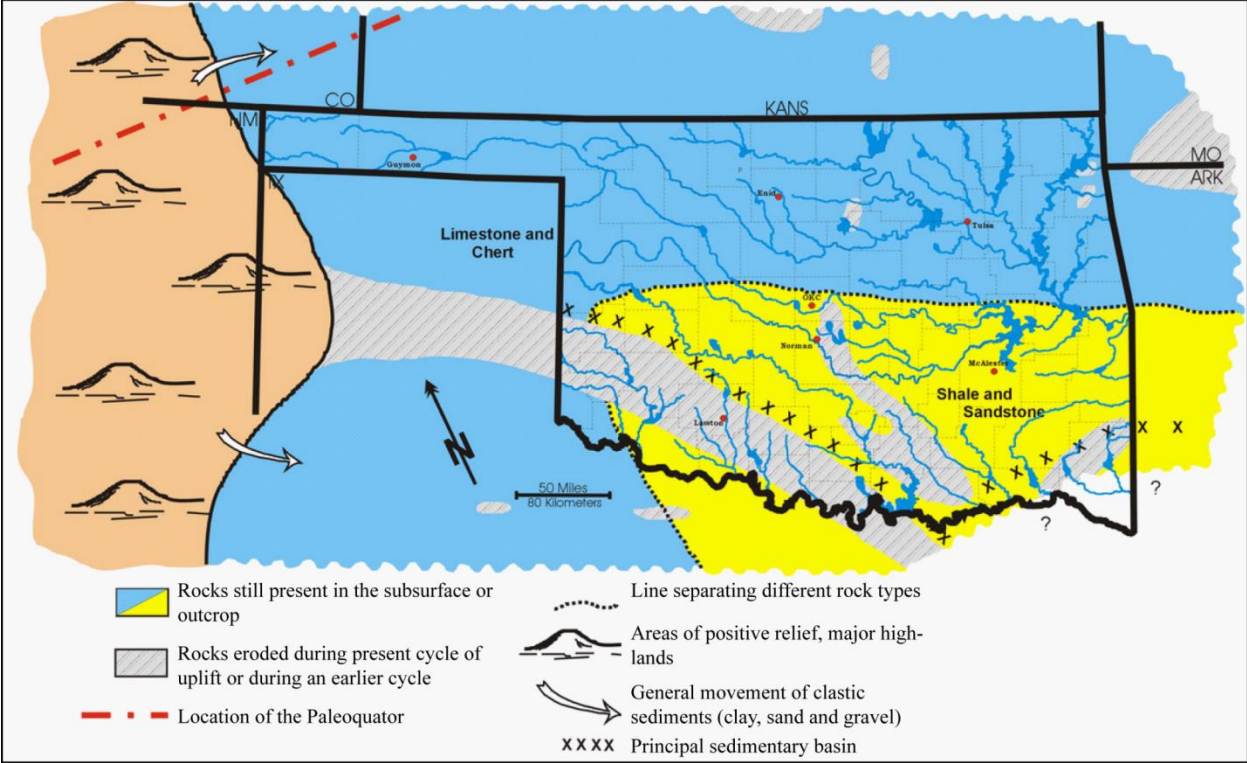 CO
NM
KANS
Guymon
TX
MO
ARK
Enid
Tulsa
Limestone and
Chert
OKC
Norman
McAlester
Shale and
Sandstone
Lawton
N
50 Miles
80 Kilometers
?
?
X X X X X X X X X X X X X X X X X X X X X X
Rocks still present in the subsurface or
outcrop
Rocks eroded during present cycle of
uplift or during an earlier cycle
Location of the Paleoquator
Line separating different rock types
Areas of positive relief, major high-
lands
General movement of clastic
sediments (clay, sand and gravel)
XXXX Principal sedimentary basin